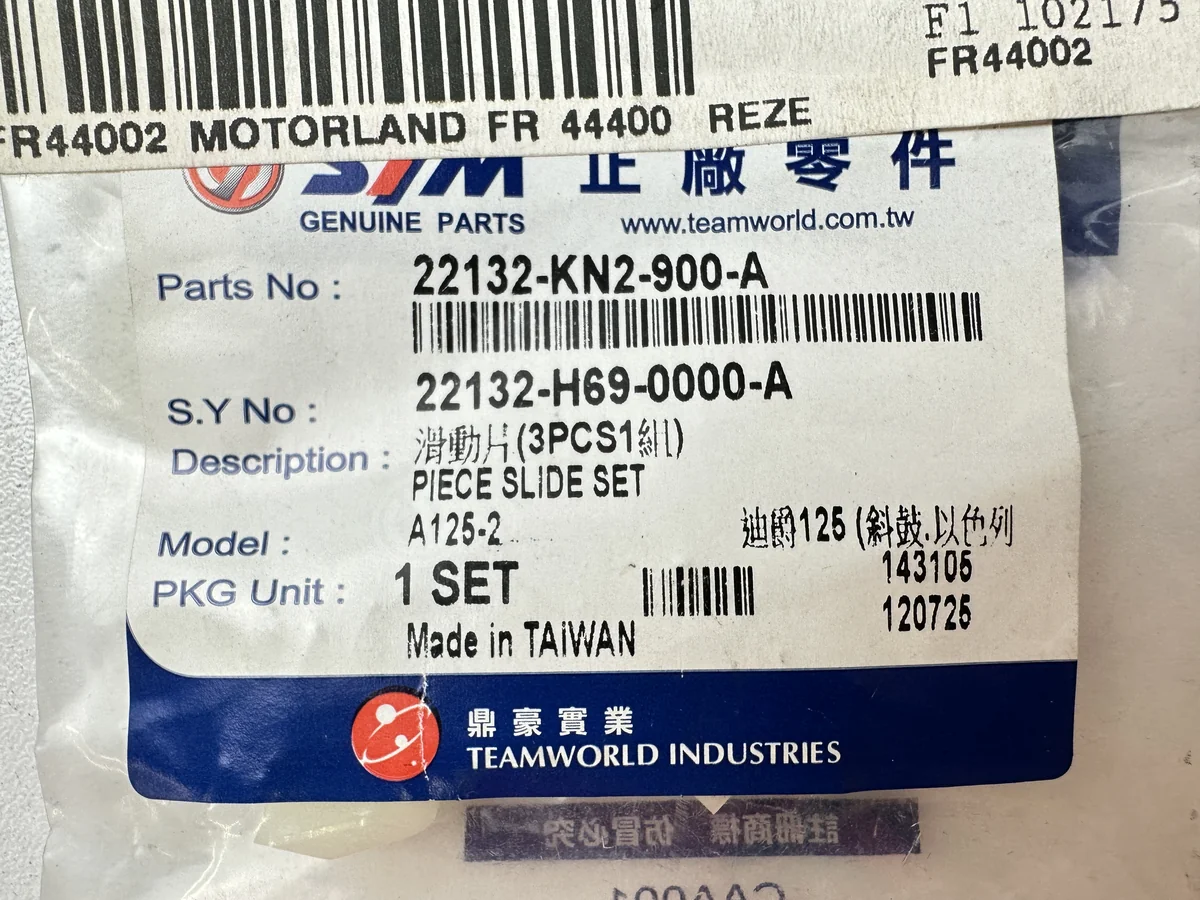 F1 102175
FR44002
FR44002 MOTORLAND FR 44400 REZE
SYM 正廠零件
GENUINE PARTS www.teamworld.com.tw
Parts No : 22132-KN2-900-A
S.Y No : 22132-H69-0000-A
Description : 滑動片(3PCS1組)
PIECE SLIDE SET
Model : A125-2 迪爵125 (斜鼓.以色列
143105
PKG Unit : 1 SET
120725
Made in TAiWAN
鼎豪實業
TEAMWORLD INDUSTRIES
註冊商標 仿冒必究